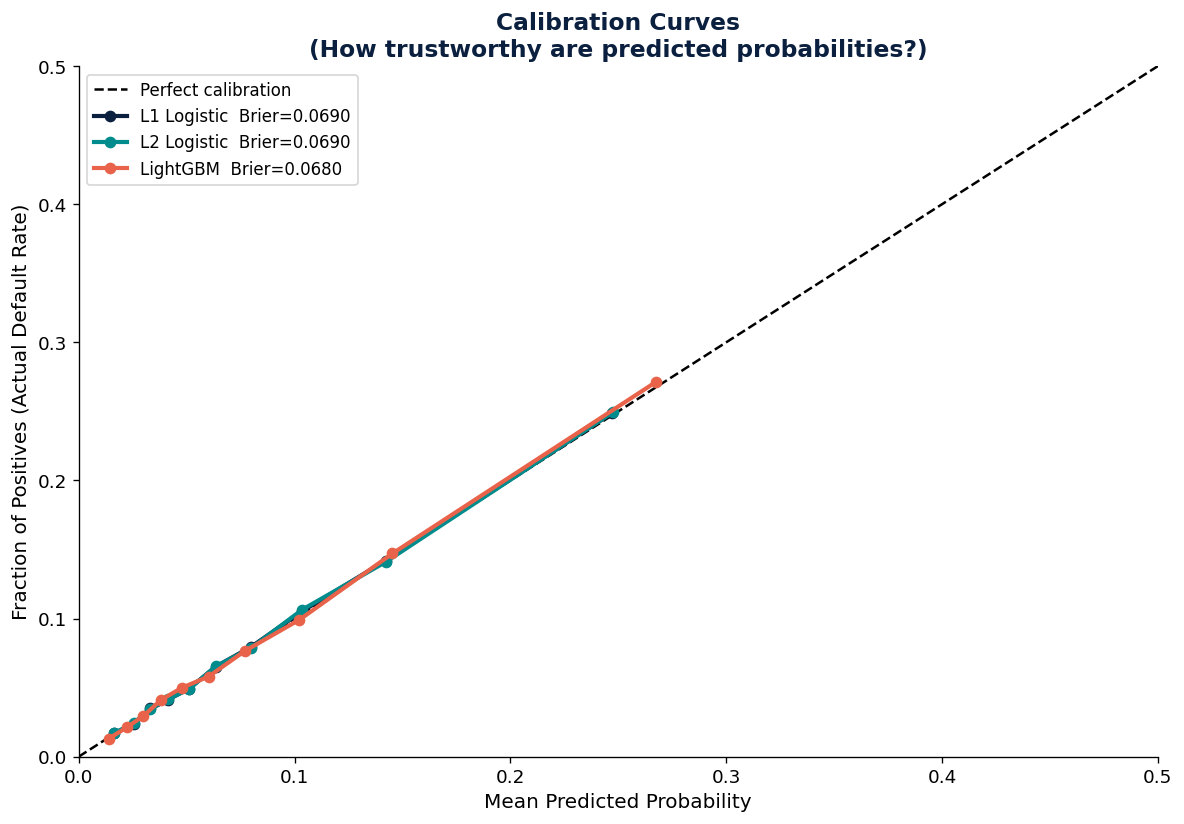 Calibration Curves
(How trustworthy are predicted probabilities?)
Perfect calibration
L1 Logistic  Brier=0.0690
L2 Logistic  Brier=0.0690
LightGBM  Brier=0.0680
Fraction of Positives (Actual Default Rate)
0.5
0.4
0.3
0.2
0.1
0.0
0.0 0.1 0.2 0.3 0.4 0.5
Mean Predicted Probability